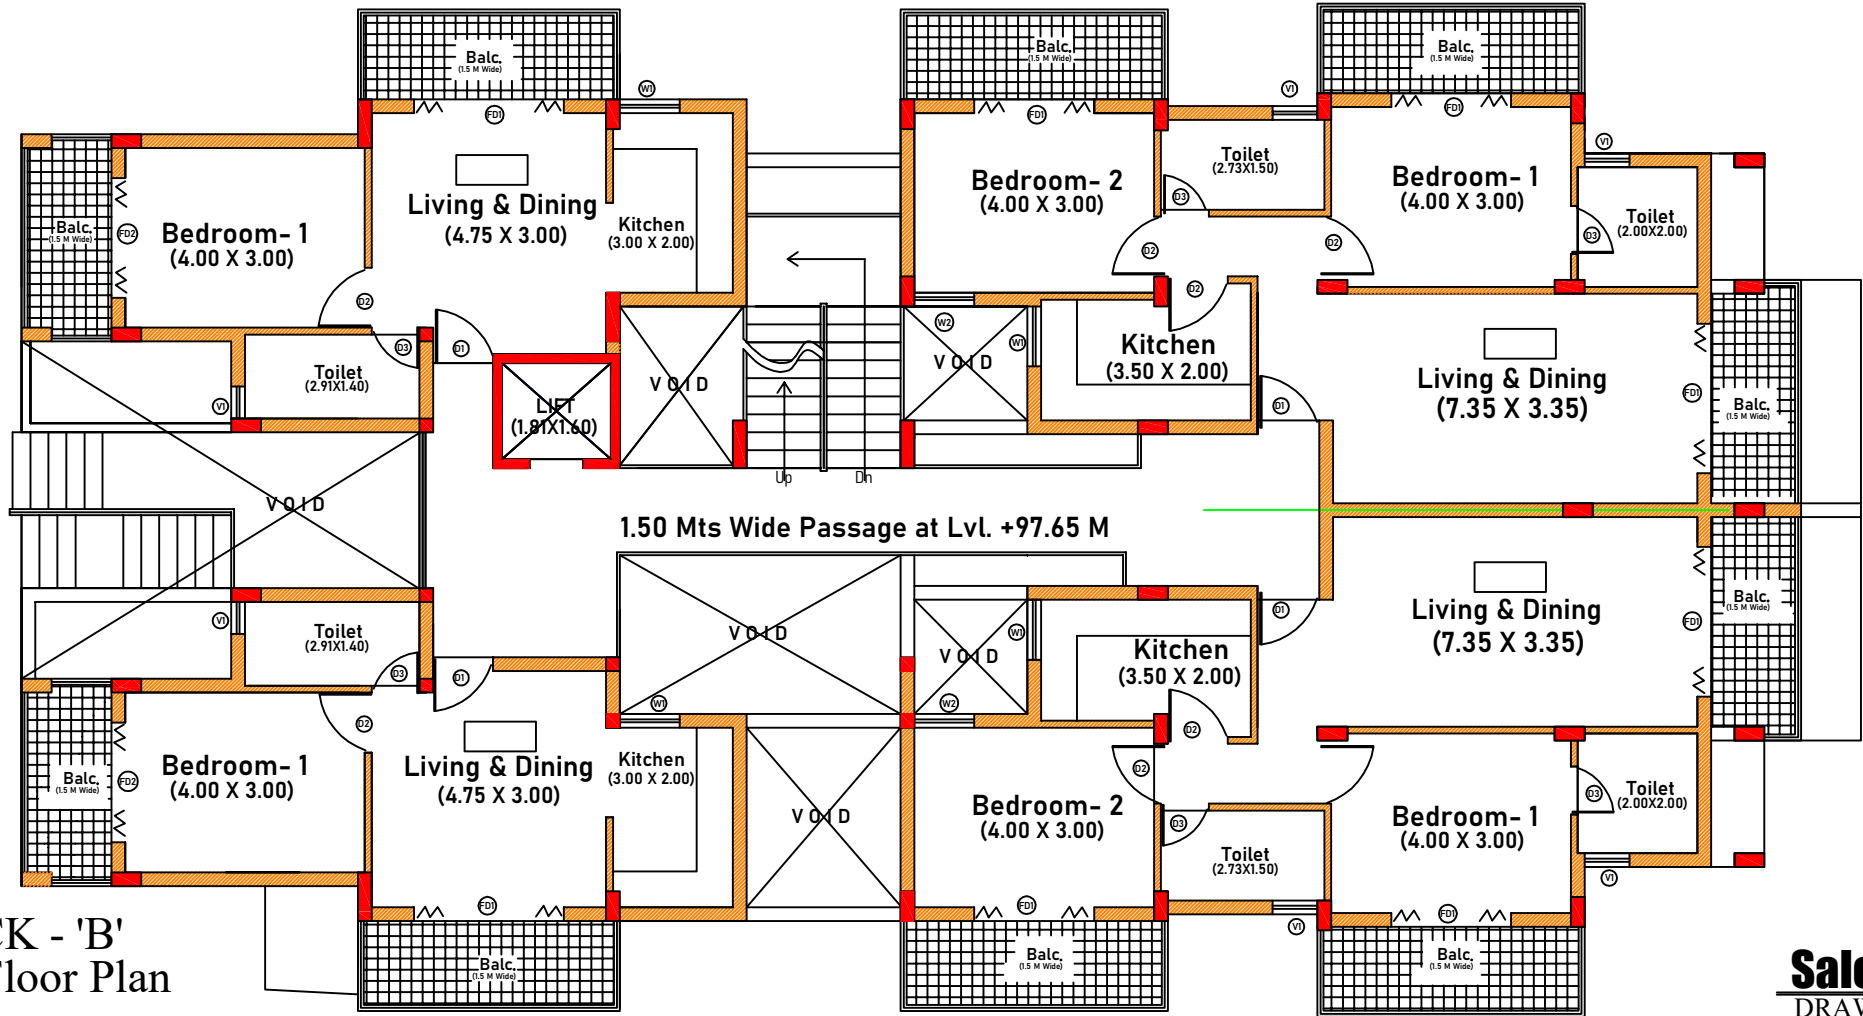 Balc.
(1.5 M Wide)
Balc.
(1.5 M Wide)
Balc.
(1.5 M Wide)
W1
FD1
FD1
V1
FD1
V1
Bedroom- 1
(4.00 X 3.00)
Balc.
(1.5 M Wide)
FD2
Living & Dining
(4.75 X 3.00)
Kitchen
(3.00 X 2.00)
Bedroom- 2
(4.00 X 3.00)
Toilet
(2.73X1.50)
D3
Bedroom- 1
(4.00 X 3.00)
Toilet
(2.00X2.00)
D3
D2
D2
D2
D2
D3
D1
Toilet
(2.91X1.40)
V1
LIFT
(1.81X1.60)
VOID
W2
VOID
W1
Kitchen
(3.50 X 2.00)
D1
Living & Dining
(7.35 X 3.35)
FD1
Balc.
(1.5 M Wide)
Up
Dn
VOID
1.50 Mts Wide Passage at Lvl. +97.65 M
V1
Toilet
(2.91X1.40)
D3
D1
VOID
W1
VOID
W1
W2
Kitchen
(3.50 X 2.00)
D1
D2
Living & Dining
(7.35 X 3.35)
FD1
Balc.
(1.5 M Wide)
D2
Bedroom- 1
(4.00 X 3.00)
Balc.
(1.5 M Wide)
FD2
Living & Dining
(4.75 X 3.00)
Kitchen
(3.00 X 2.00)
VOID
D2
Bedroom- 2
(4.00 X 3.00)
D3
Toilet
(2.73X1.50)
Bedroom- 1
(4.00 X 3.00)
D3
Toilet
(2.00X2.00)
V1
FD1
FD1
V1
FD1
Balc.
(1.5 M Wide)
Balc.
(1.5 M Wide)
Balc.
(1.5 M Wide)
CK - 'B'
Floor Plan
Sale
DRAW